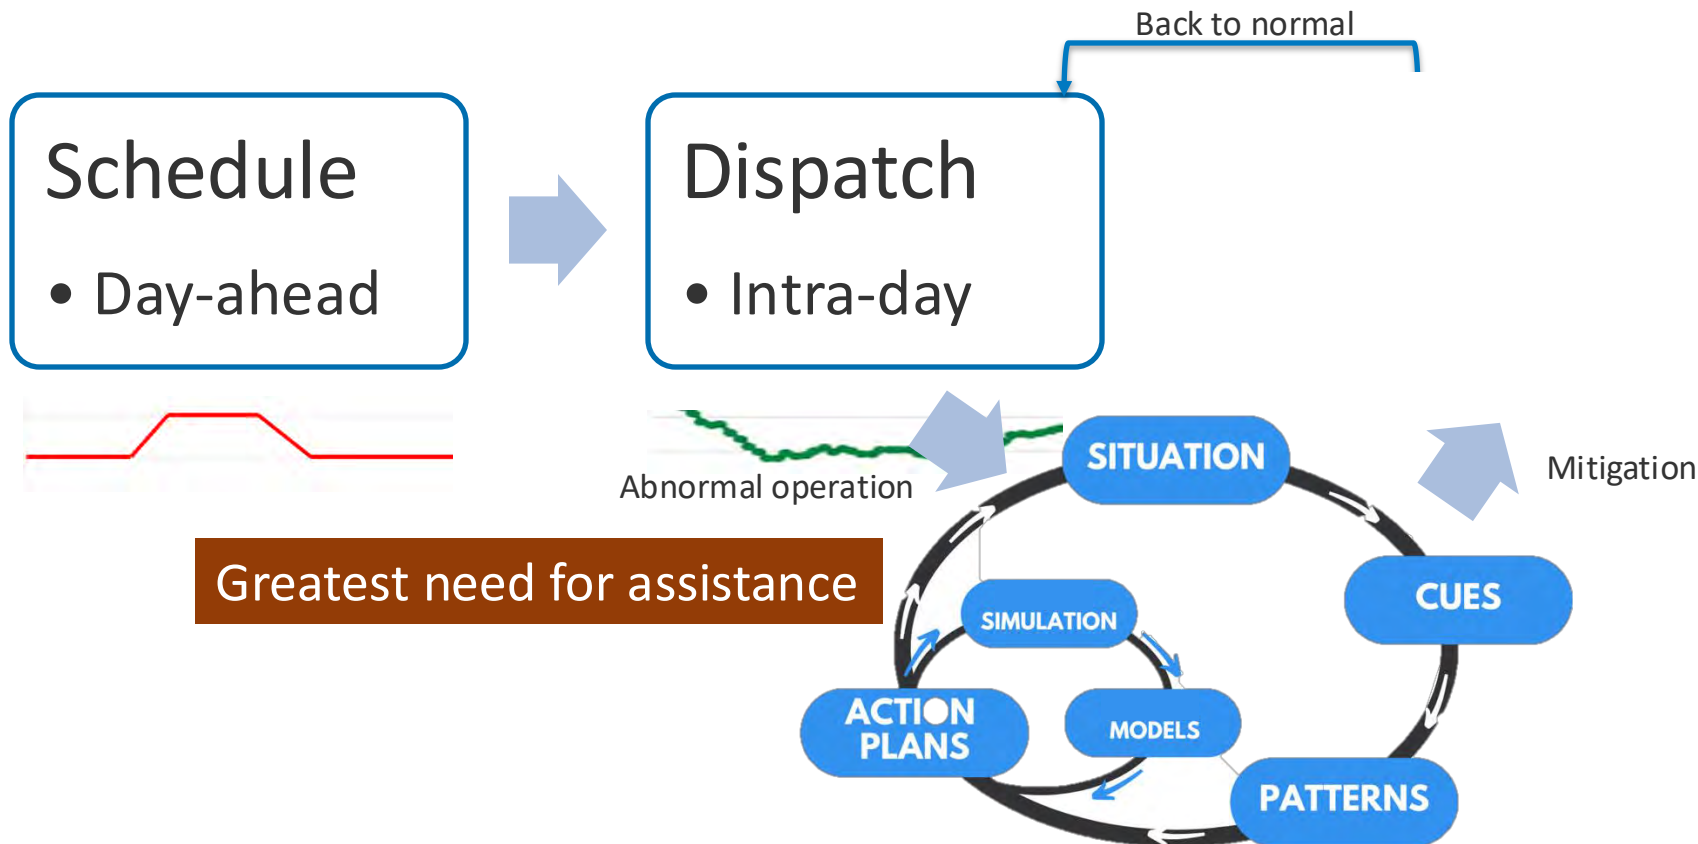 Back to normal
Schedule
• Day-ahead
Dispatch
• Intra-day
Abnormal operation
Mitigation
Greatest need for assistance
SITUATION
CUES
PATTERNS
ACTION
PLANS
SIMULATION
MODELS